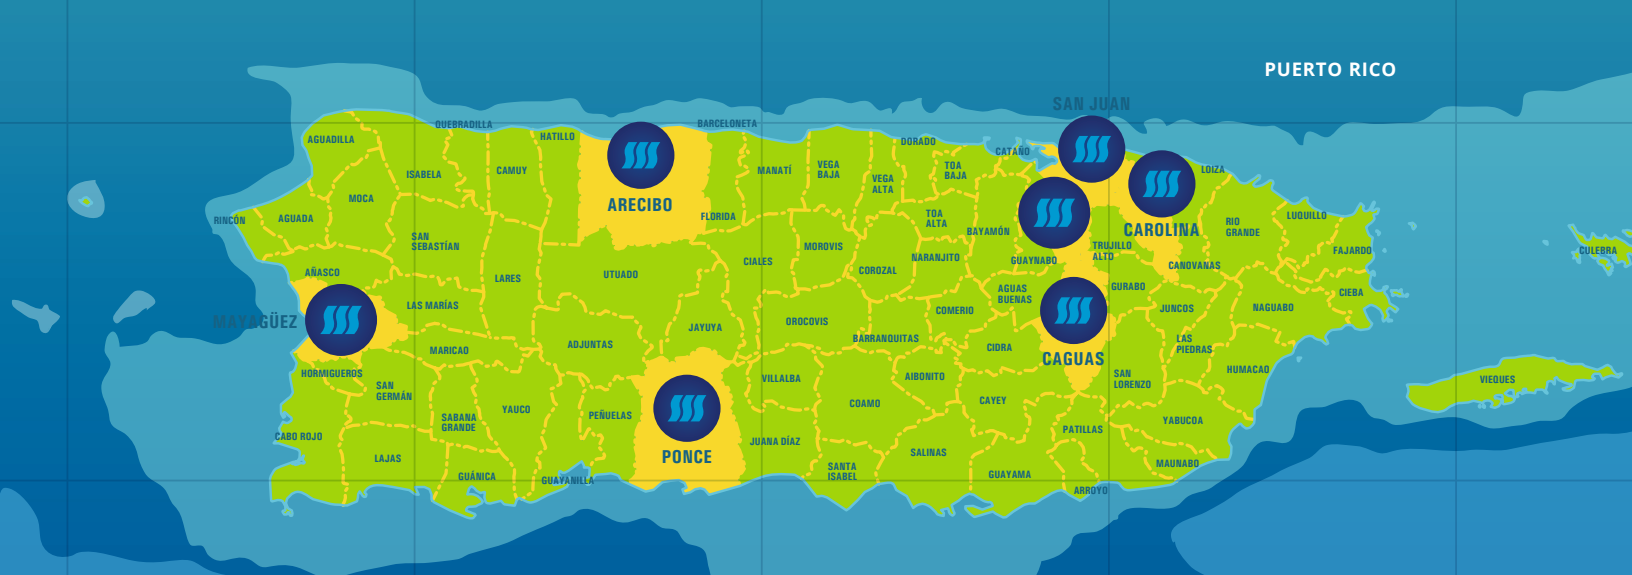 PUERTO RICO
SAN JUAN
QUEBRADILLA
BARCELONETA
AGUADILLA
HATILLO
DORADO
CATAÑO
ISABELA
CAMUY
MANATÍ
VEGA
BAJA
VEGA
ALTA
TOA
BAJA
LOIZA
MOCA
ARECIBO
RINCÓN
AGUADA
FLORIDA
TOA
ALTA
BAYAMÓN
CAROLINA
RIO
GRANDE
LUQUILLO
SAN
SEBASTÍAN
MOROVIS
TRUJILLO
ALTO
FAJARDO
CULEBRA
AÑASCO
LARES
UTUADO
CIALES
COROZAL
NARANJITO
GUAYNABO
CANOVANAS
LAS MARÍAS
AGUAS
BUENAS
GURABO
CIEBA
MAYAGÜEZ
JAYUYA
OROCOVIS
COMERIO
JUNCOS
NAGUABO
MARICAO
ADJUNTAS
BARRANQUITAS
CIDRA
CAGUAS
LAS
PIEDRAS
HORMIGUEROS
SAN
GERMÁN
VILLALBA
AIBONITO
SAN
LORENZO
HUMACAO
VIEQUES
SABANA
GRANDE
YAUCO
PEÑUELAS
COAMO
CAYEY
CABO ROJO
PONCE
JUANA DÍAZ
PATILLAS
YABUCOA
LAJAS
GUÁNICA
GUAYANILLA
SANTA
ISABEL
SALINAS
GUAYAMA
MAUNABO
ARROYO